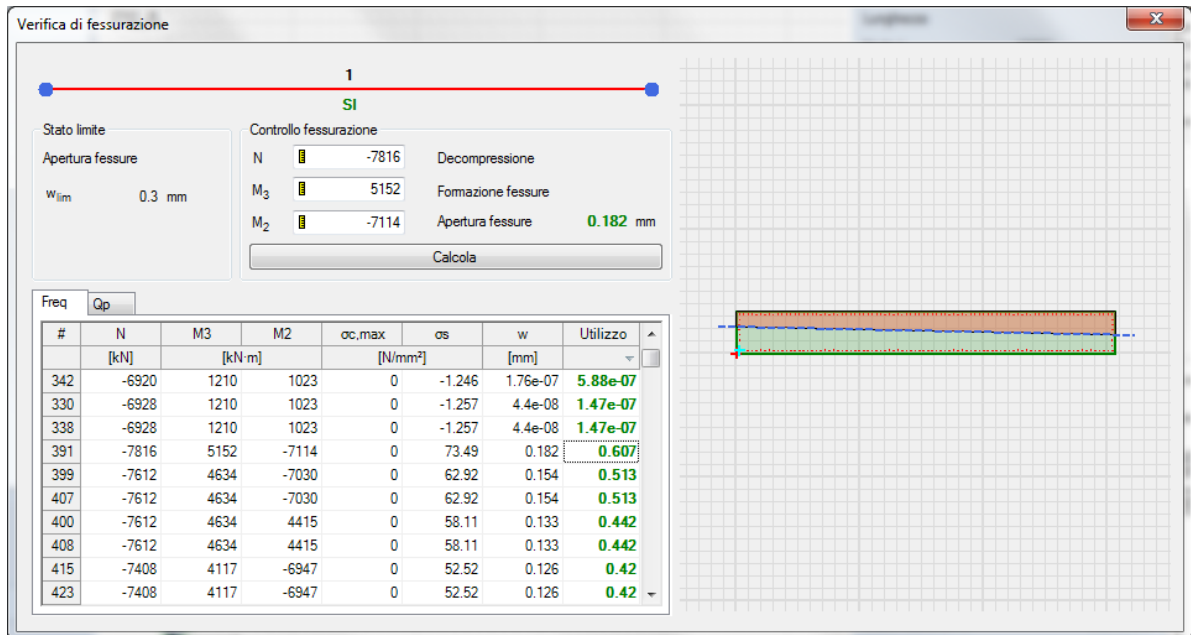 Verifica di fessurazione
1
SI
Stato limite
Apertura fessure
wlim 0.3 mm
Controllo fessurazione
N -7816 Decompressione
M3 5152 Formazione fessure
M2 -7114 Apertura fessure 0.182 mm
Calcola
Freq Qp
# N M3 M2 σc,max σs w Utilizzo
[kN] [kN·m] [N/mm²] [mm]
342 -6920 1210 1023 0 -1.246 1.76e-07 5.88e-07
330 -6928 1210 1023 0 -1.257 4.4e-08 1.47e-07
338 -6928 1210 1023 0 -1.257 4.4e-08 1.47e-07
391 -7816 5152 -7114 0 73.49 0.182 0.607
399 -7612 4634 -7030 0 62.92 0.154 0.513
407 -7612 4634 -7030 0 62.92 0.154 0.513
400 -7612 4634 4415 0 58.11 0.133 0.442
408 -7612 4634 4415 0 58.11 0.133 0.442
415 -7408 4117 -6947 0 52.52 0.126 0.42
423 -7408 4117 -6947 0 52.52 0.126 0.42